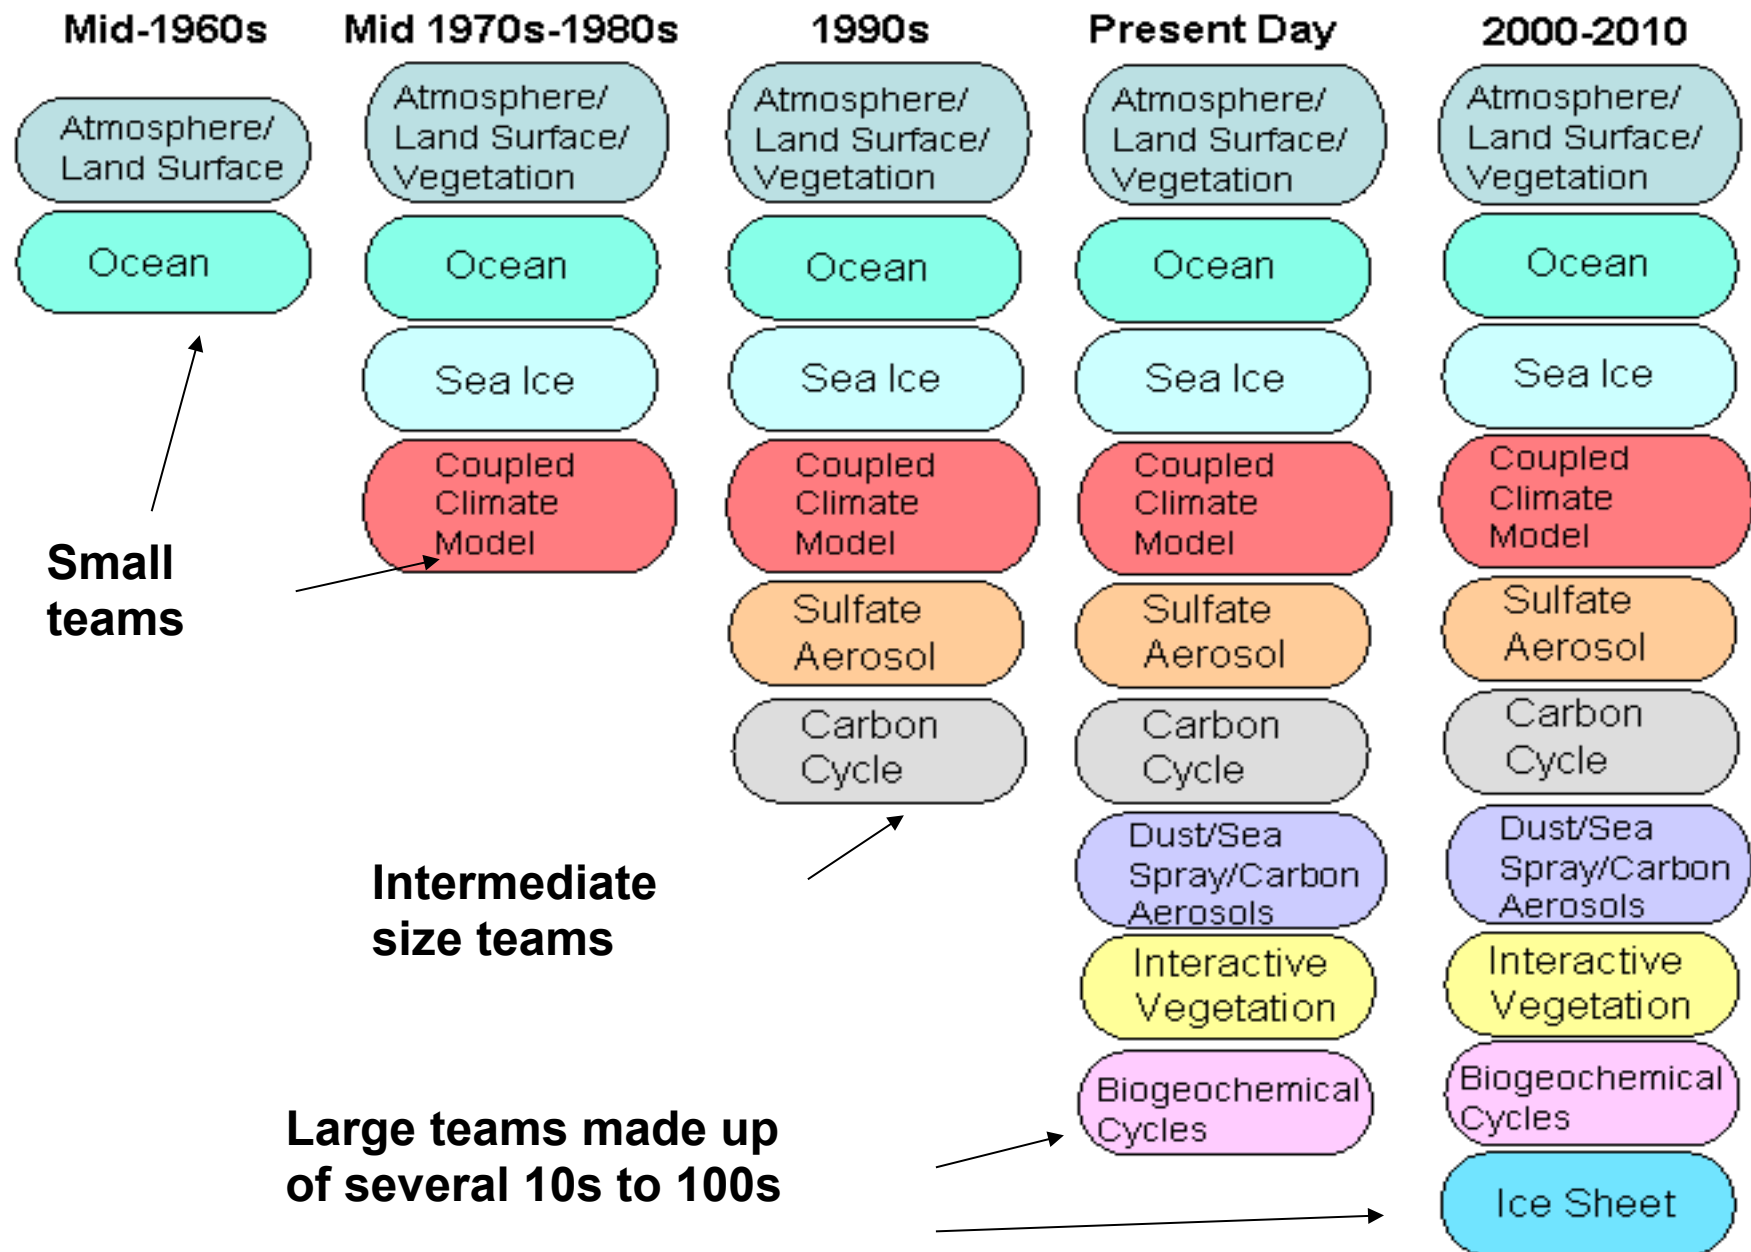 Mid-1960s
Atmosphere/
Land Surface
Ocean
Mid 1970s-1980s
Atmosphere/
Land Surface/
Vegetation
Ocean
Sea Ice
Coupled
Climate
Model
1990s
Atmosphere/
Land Surface/
Vegetation
Ocean
Sea Ice
Coupled
Climate
Model
Sulfate
Aerosol
Carbon
Cycle
Present Day
Atmosphere/
Land Surface/
Vegetation
Ocean
Sea Ice
Coupled
Climate
Model
Sulfate
Aerosol
Carbon
Cycle
Dust/Sea
Spray/Carbon
Aerosols
Interactive
Vegetation
Biogeochemical
Cycles
2000-2010
Atmosphere/
Land Surface/
Vegetation
Ocean
Sea Ice
Coupled
Climate
Model
Sulfate
Aerosol
Carbon
Cycle
Dust/Sea
Spray/Carbon
Aerosols
Interactive
Vegetation
Biogeochemical
Cycles
Ice Sheet
Small
teams
Intermediate
size teams
Large teams made up
of several 10s to 100s